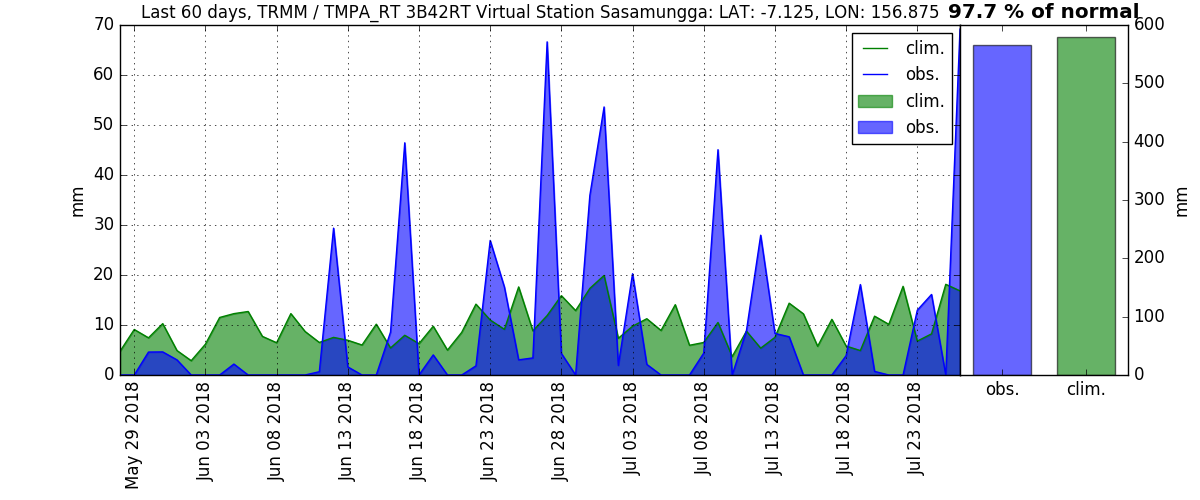 Last 60 days, TRMM / TMPA_RT 3B42RT Virtual Station Sasamungga: LAT: -7.125, LON: 156.875 97.7 % of normal
70
60
50
40
30
20
10
0
mm
May 29 2018
Jun 03 2018
Jun 08 2018
Jun 13 2018
Jun 18 2018
Jun 23 2018
Jun 28 2018
Jul 03 2018
Jul 08 2018
Jul 13 2018
Jul 18 2018
Jul 23 2018
clim.
obs.
clim.
obs.
600
500
400
300
200
100
0
mm
obs.
clim.